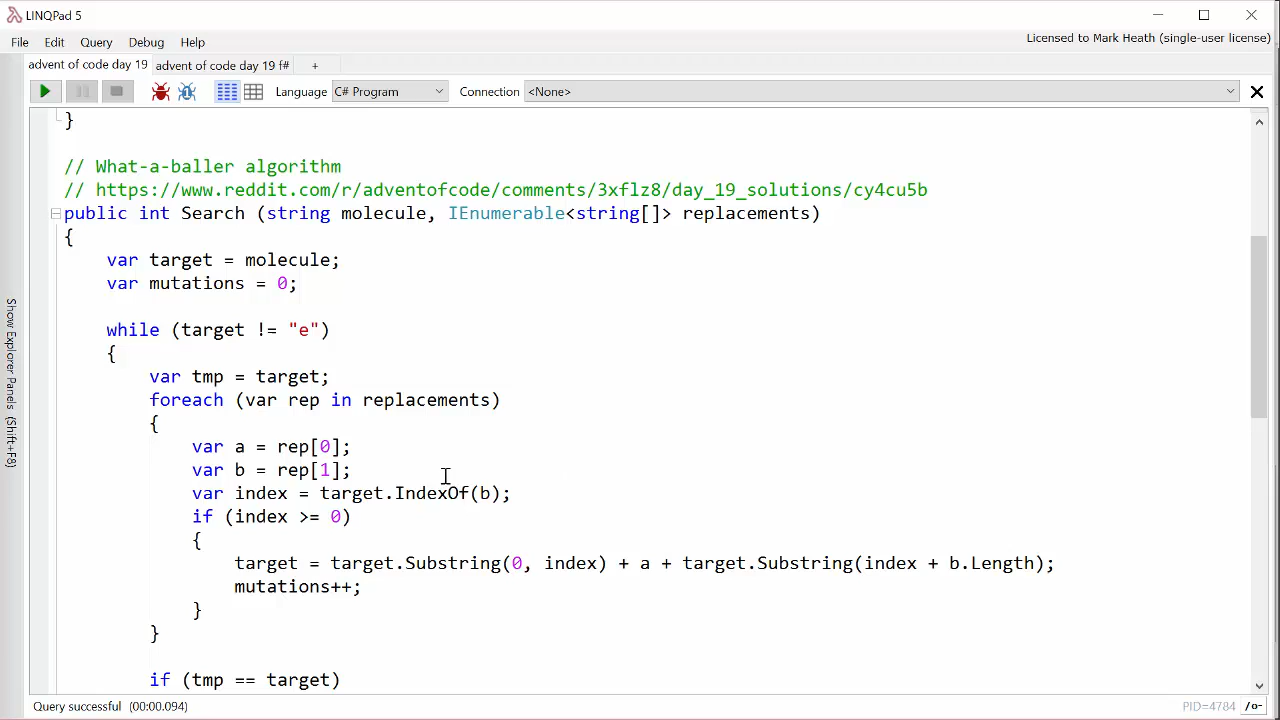 LINQPad 5
File Edit Query Debug Help
Licensed to Mark Heath (single-user license)
advent of code day 19 advent of code day 19 f# +
Language C# Program Connection <None>
Show Explorer Panels (Shift+F8)
}
// What-a-baller algorithm
// https://www.reddit.com/r/adventofcode/comments/3xflz8/day_19_solutions/cy4cu5b
public int Search (string molecule, IEnumerable<string[]> replacements)
{
var target = molecule;
var mutations = 0;
while (target != "e")
{
var tmp = target;
foreach (var rep in replacements)
{
var a = rep[0];
var b = rep[1];
var index = target.IndexOf(b);
if (index >= 0)
{
target = target.Substring(0, index) + a + target.Substring(index + b.Length);
mutations++;
}
}
if (tmp == target)
Query successful (00:00.094)
PID=4784 /o-